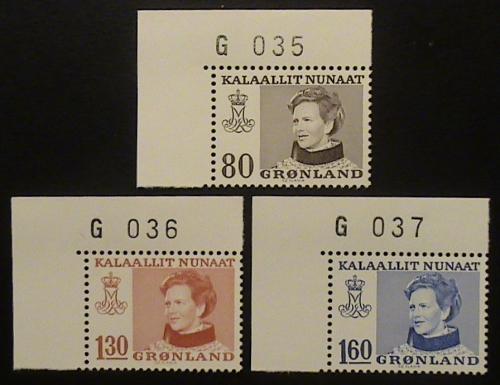 G 035
KALAALLIT NUNAAT
80 GRØNLAND
G 036
KALAALLIT NUNAAT
130 GRØNLAND
G 037
KALAALLIT NUNAAT
160 GRØNLAND